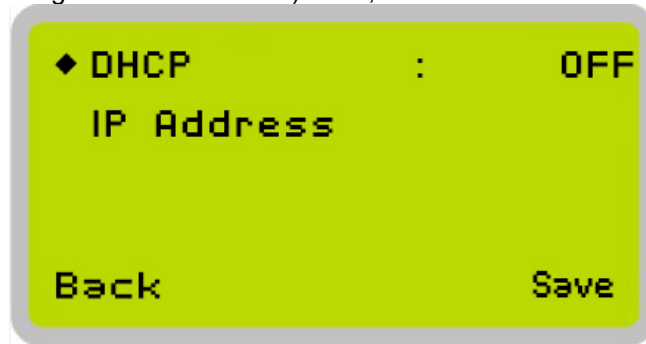 ◆ DHCP : OFF
IP Address
Back Save